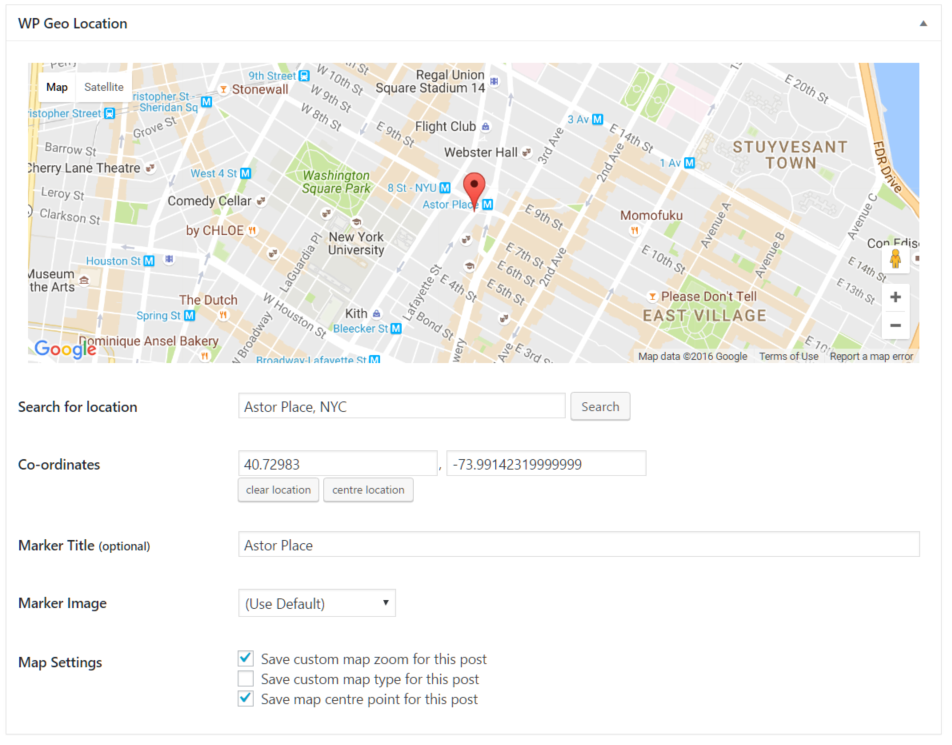 WP Geo Location
Map
Satellite
Perry
9th Street
W 10th St
Stonewall
W 9th St
W 8th St
Regal Union
Square Stadium 14
E 20th St
Christopher St -
Sheridan Sq
istopher Street
Grove St
E 9th St
Flight Club
3rd Ave
3 Av
E 14th St
2nd Ave
STUYVESANT
TOWN
FDR Drive
Barrow St
Webster Hall
1 Av
Cherry Lane Theatre
West 4 St
Washington
Square Park
8 St - NYU
Leroy St
Comedy Cellar
Astor Place
E 9th St
Momofuku
Avenue A
Avenue C
Clarkson St
by CHLOE
New York
University
LaGuardia Pl
E 7th St
2nd Ave
E 10th St
Avenue B
Con Edis
Houston St
E 6th St
E 14th St
Museum
the Arts
Lafayette St
E 4th St
E 5th St
E 13th St
The Dutch
W Houston St
Please Don't Tell
Spring St
Kith
Bond St
EAST VILLAGE
Bleecker St
Google
Dominique Ansel Bakery
Broadway
wery
E 3rd St
E 10th
Broadway-Lafayette St
Map data ©2016 Google
Terms of Use
Report a map error
Search for location
Astor Place, NYC
Search
Co-ordinates
40.72983 , -73.99142319999999
clear location
centre location
Marker Title (optional)
Astor Place
Marker Image
(Use Default)
Map Settings
Save custom map zoom for this post
Save custom map type for this post
Save map centre point for this post